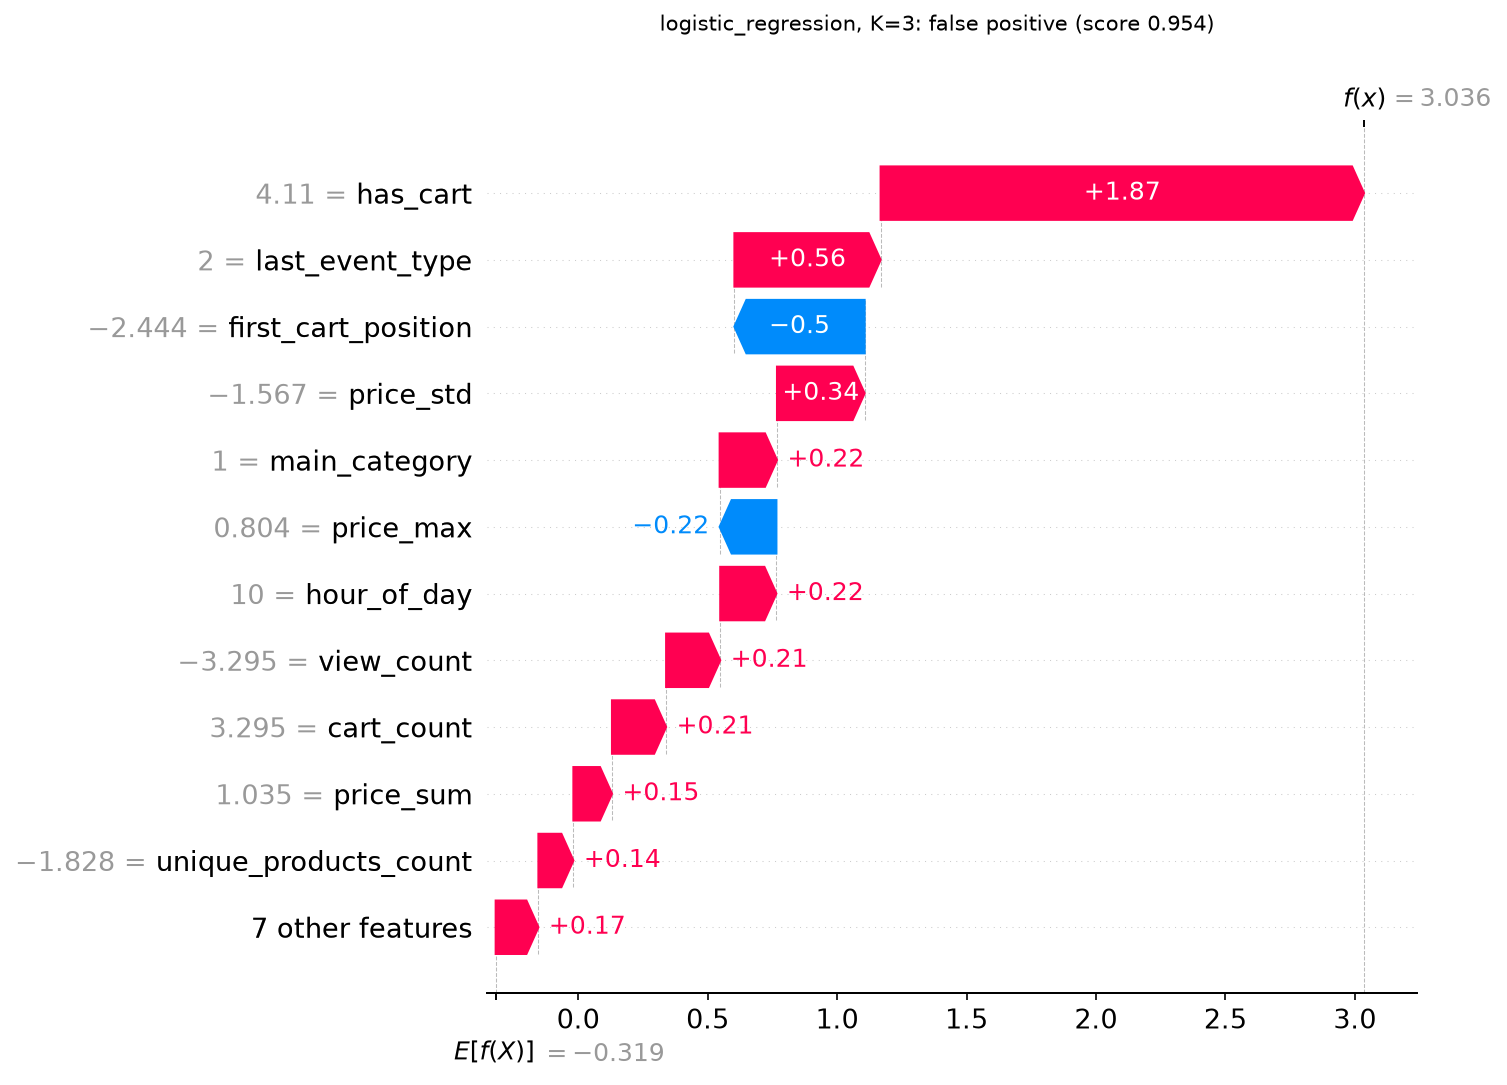 logistic_regression, K=3: false positive (score 0.954)
f(x) = 3.036
4.11 = has_cart +1.87
2 = last_event_type +0.56
−2.444 = first_cart_position −0.5
−1.567 = price_std +0.34
1 = main_category +0.22
0.804 = price_max −0.22
10 = hour_of_day +0.22
−3.295 = view_count +0.21
3.295 = cart_count +0.21
1.035 = price_sum +0.15
−1.828 = unique_products_count +0.14
7 other features +0.17
0.0 0.5 1.0 1.5 2.0 2.5 3.0
E[f(X)] = −0.319